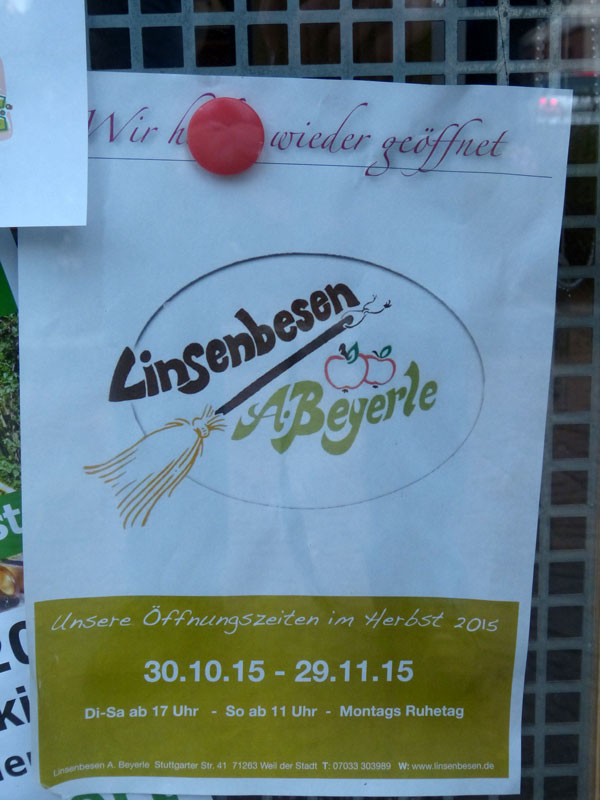 Wir wieder geöffnet
Linsenbesen
A. Beyerle
Unsere Öffnungszeiten im Herbst 2015
30.10.15 - 29.11.15
Di-Sa ab 17 Uhr - So ab 11 Uhr - Montags Ruhetag
Linsenbesen A. Beyerle Stuttgarter Str. 41 71263 Weil der Stadt T: 07033 303989 W: www.linsenbesen.de